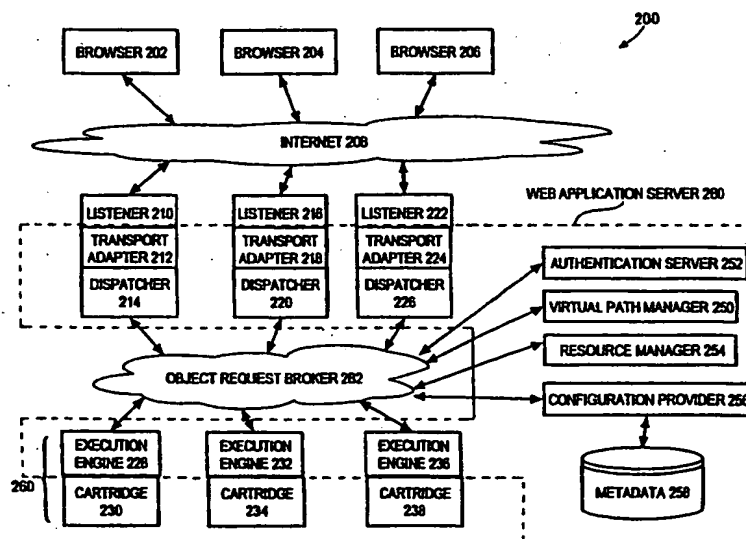 200
BROWSER 202
BROWSER 204
BROWSER 206
INTERNET 208
WEB APPLICATION SERVER 280
LISTENER 210
LISTENER 216
LISTENER 222
TRANSPORT
ADAPTER 212
TRANSPORT
ADAPTER 218
TRANSPORT
ADAPTER 224
DISPATCHER
214
DISPATCHER
220
DISPATCHER
226
AUTHENTICATION SERVER 252
VIRTUAL PATH MANAGER 250
RESOURCE MANAGER 254
CONFIGURATION PROVIDER 256
OBJECT REQUEST BROKER 282
EXECUTION
ENGINE 228
EXECUTION
ENGINE 232
EXECUTION
ENGINE 236
260
CARTRIDGE
230
CARTRIDGE
234
CARTRIDGE
238
METADATA 258